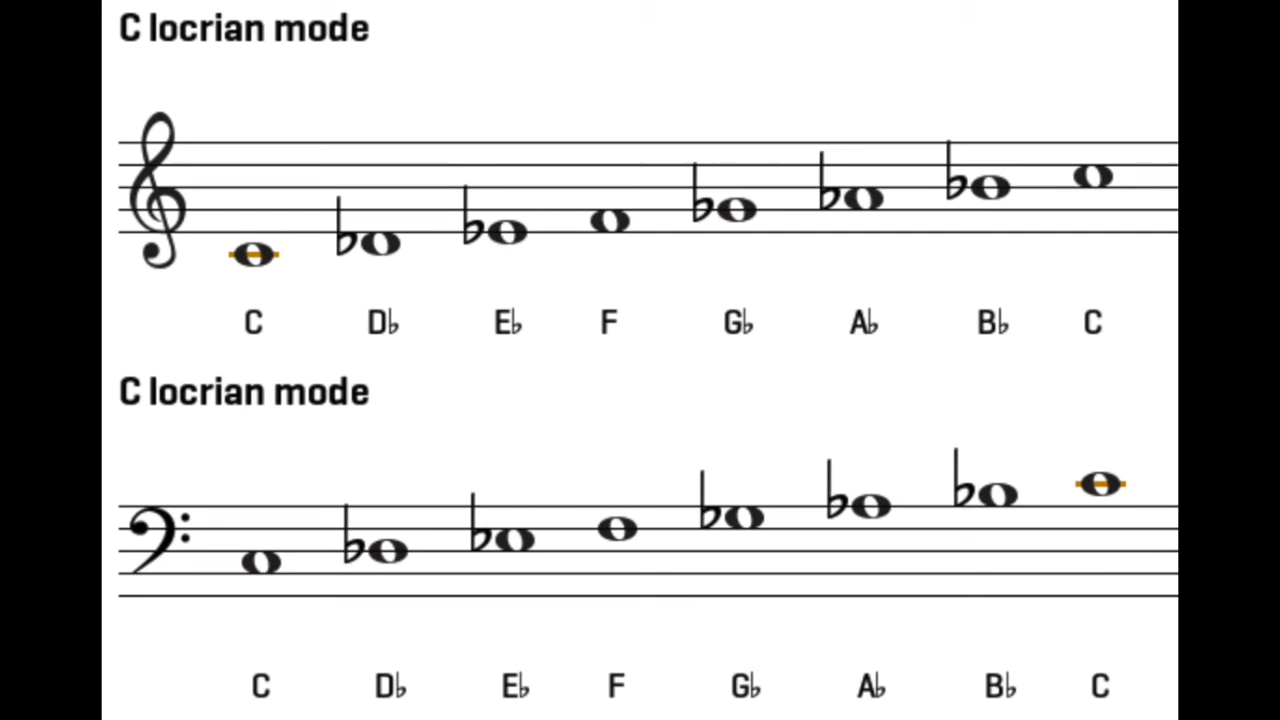 C locrian mode
C D♭ E♭ F G♭ A♭ B♭ C
C locrian mode
C D♭ E♭ F G♭ A♭ B♭ C